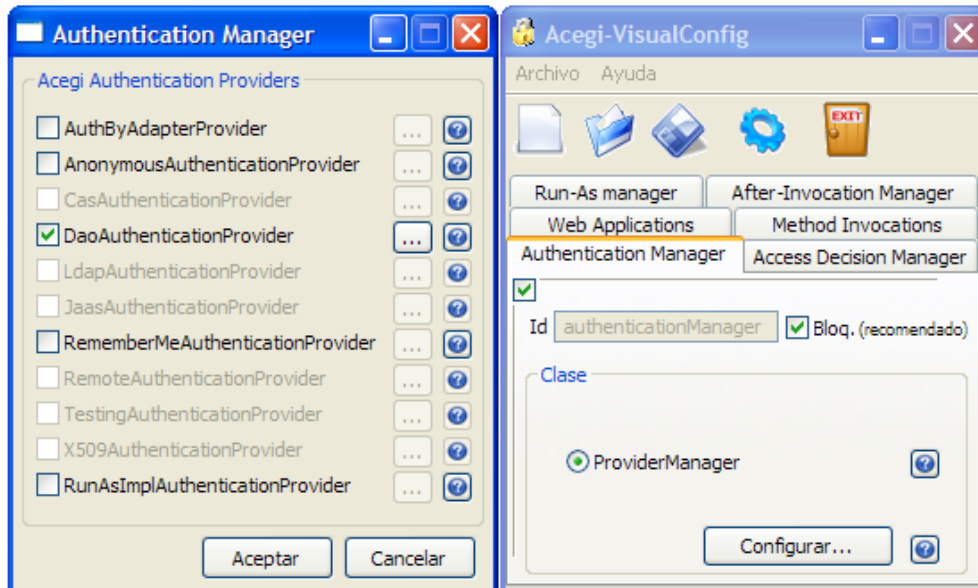 Authentication Manager
Acegi Authentication Providers
AuthByAdapterProvider ...
AnonymousAuthenticationProvider ...
CasAuthenticationProvider ...
DaoAuthenticationProvider ...
LdapAuthenticationProvider ...
JaasAuthenticationProvider ...
RememberMeAuthenticationProvider ...
RemoteAuthenticationProvider ...
TestingAuthenticationProvider ...
X509AuthenticationProvider ...
RunAsImplAuthenticationProvider ...
Aceptar Cancelar
Acegi-VisualConfig
Archivo Ayuda
EXIT
Run-As manager After-Invocation Manager
Web Applications Method Invocations
Authentication Manager Access Decision Manager
Id authenticationManager Bloq. (recomendado)
Clase
ProviderManager
Configurar...